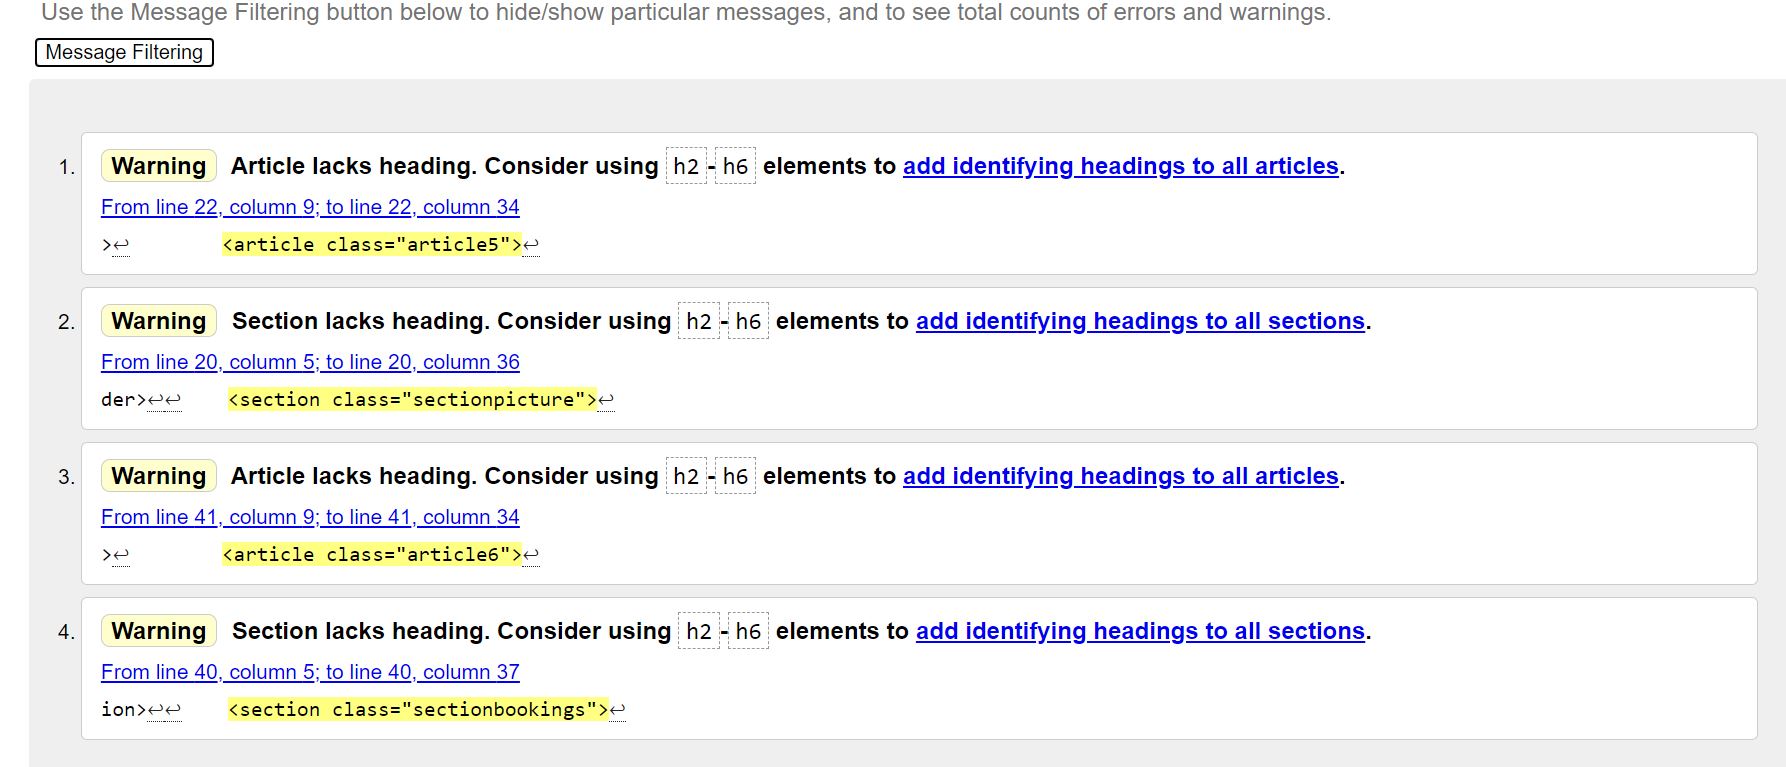 Use the Message Filtering button below to hide/show particular messages, and to see total counts of errors and warnings.
Message Filtering
1. Warning Article lacks heading. Consider using h2-h6 elements to add identifying headings to all articles.
From line 22, column 9; to line 22, column 34
>↩ <article class="article5">↩
2. Warning Section lacks heading. Consider using h2-h6 elements to add identifying headings to all sections.
From line 20, column 5; to line 20, column 36
der>↩↩ <section class="sectionpicture">↩
3. Warning Article lacks heading. Consider using h2-h6 elements to add identifying headings to all articles.
From line 41, column 9; to line 41, column 34
>↩ <article class="article6">↩
4. Warning Section lacks heading. Consider using h2-h6 elements to add identifying headings to all sections.
From line 40, column 5; to line 40, column 37
ion>↩↩ <section class="sectionbookings">↩